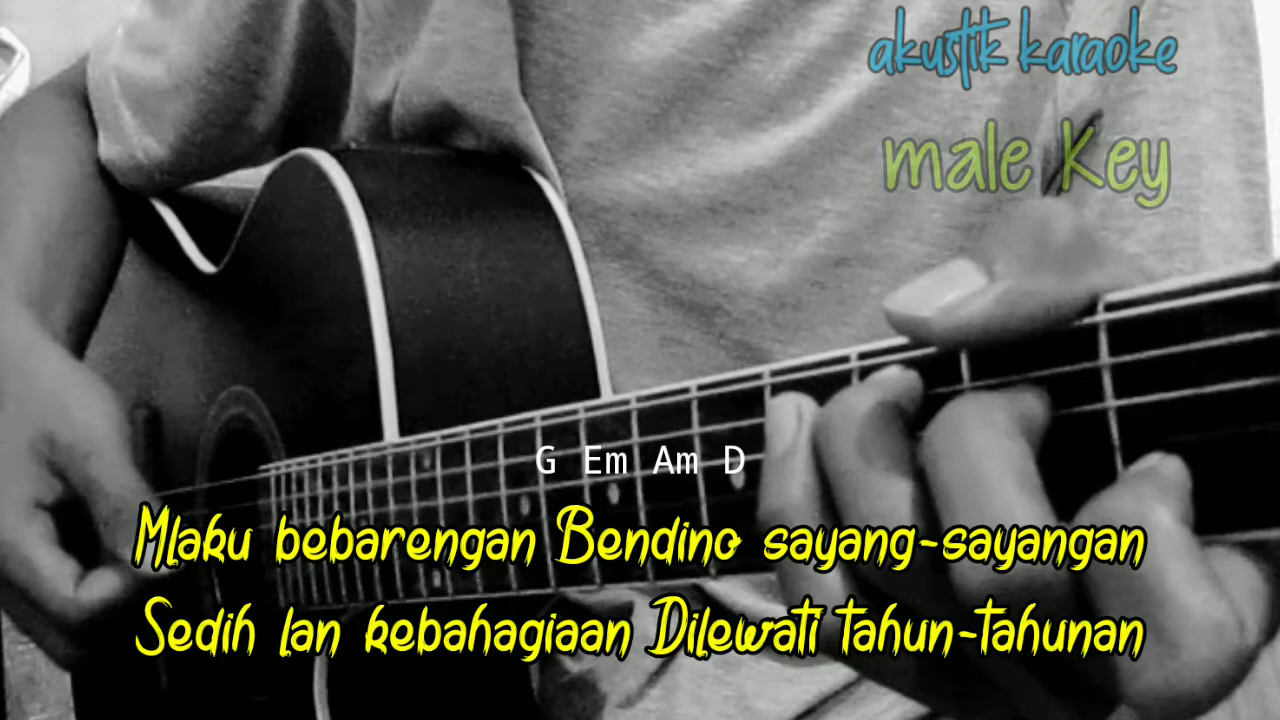 akustik karaoke
male Key
G Em Am D
Mlaku bebarengan Bendino sayang-sayangan
Sedih lan kebahagiaan Dilewati tahun-tahunan